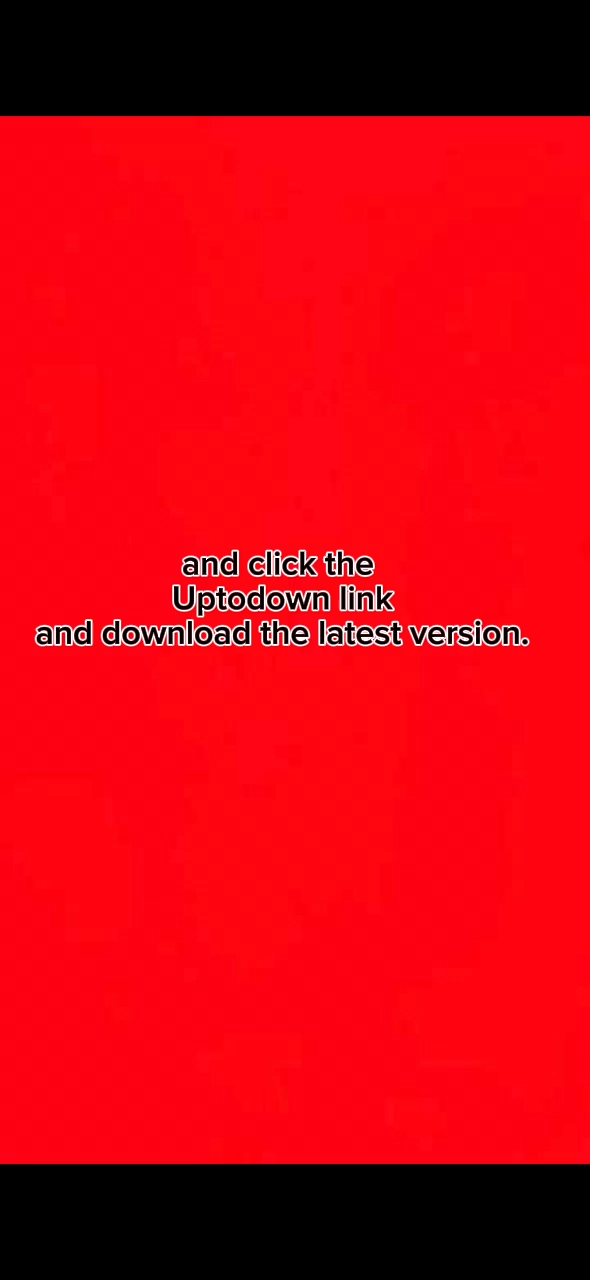 and click the
Uptodown link
and download the latest version.